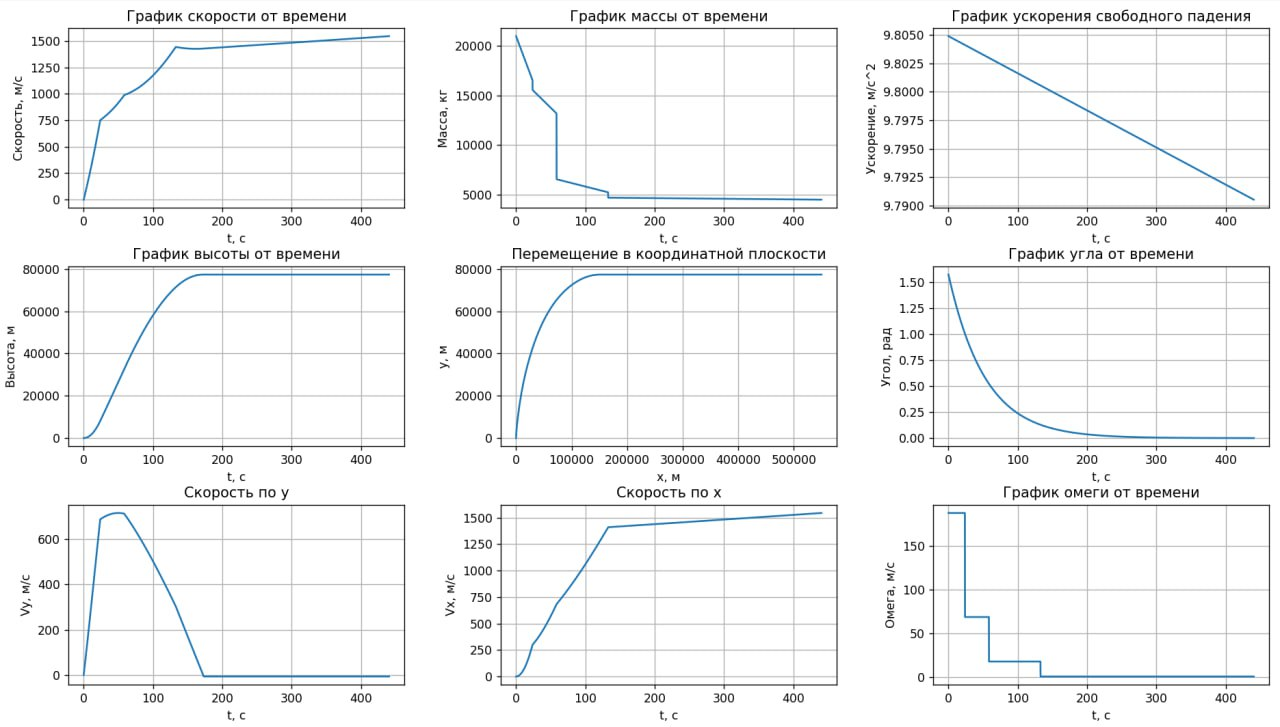 График скорости от времени
Скорость, м/с
1500
1250
1000
750
500
250
0
0 100 200 300 400
t, с
График массы от времени
Масса, кг
20000
15000
10000
5000
0 100 200 300 400
t, с
График ускорения свободного падения
Ускорение, м/с^2
9.8050
9.8025
9.8000
9.7975
9.7950
9.7925
9.7900
0 100 200 300 400
t, с
График высоты от времени
Высота, м
80000
60000
40000
20000
0
0 100 200 300 400
t, с
Перемещение в координатной плоскости
у, м
80000
60000
40000
20000
0
0 100000 200000 300000 400000 500000
х, м
График угла от времени
Угол, рад
1.50
1.25
1.00
0.75
0.50
0.25
0.00
0 100 200 300 400
t, с
Скорость по у
Vy, м/с
600
400
200
0
0 100 200 300 400
t, с
Скорость по х
Vx, м/с
1500
1250
1000
750
500
250
0
0 100 200 300 400
t, с
График омеги от времени
Омега, м/с
150
100
50
0
0 100 200 300 400
t, с